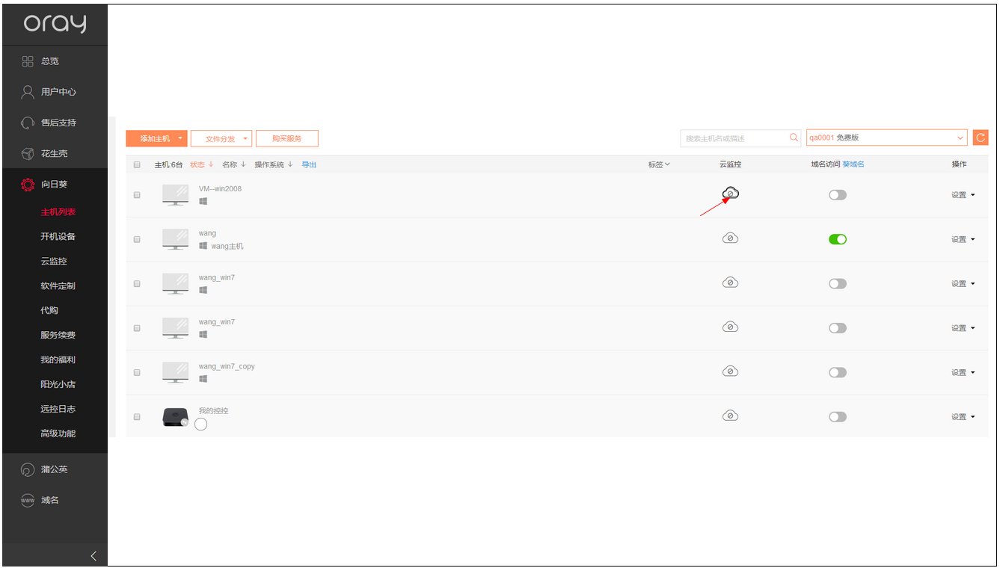 oray
总览
用户中心
售后支持
花生壳
向日葵
主机列表
开机设备
云监控
软件定制
代购
服务续费
我的福利
阳光小店
远控日志
高级功能
蒲公英
www 域名
添加主机 文件分发 购买服务 搜索主机名或描述 qa0001 免费版
主机:6台 状态 名称 操作系统 导出 标签 云监控 域名访问 葵域名 操作
VM--win2008 设置
wang
wang主机 设置
wang_win7 设置
wang_win7 设置
wang_win7_copy 设置
我的控控 设置